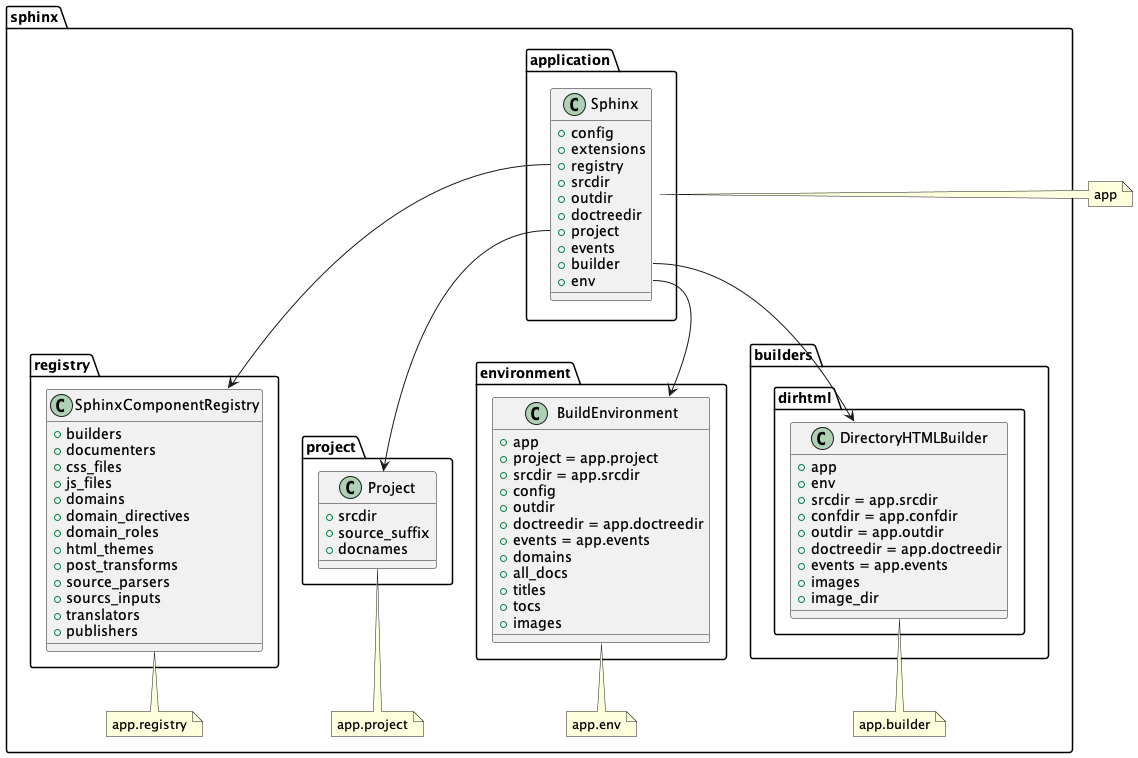 sphinx
application
C Sphinx
config
extensions
registry
srcdir
outdir
doctreedir
project
events
builder
env
app
registry
C SphinxComponentRegistry
builders
documenters
css_files
js_files
domains
domain_directives
domain_roles
html_themes
post_transforms
source_parsers
sourcs_inputs
translators
publishers
app.registry
project
C Project
srcdir
source_suffix
docnames
app.project
environment
C BuildEnvironment
app
project = app.project
srcdir = app.srcdir
config
outdir
doctreedir = app.doctreedir
events = app.events
domains
all_docs
titles
tocs
images
app.env
builders
dirhtml
C DirectoryHTMLBuilder
app
env
srcdir = app.srcdir
confdir = app.confdir
outdir = app.outdir
doctreedir = app.doctreedir
events = app.events
images
image_dir
app.builder